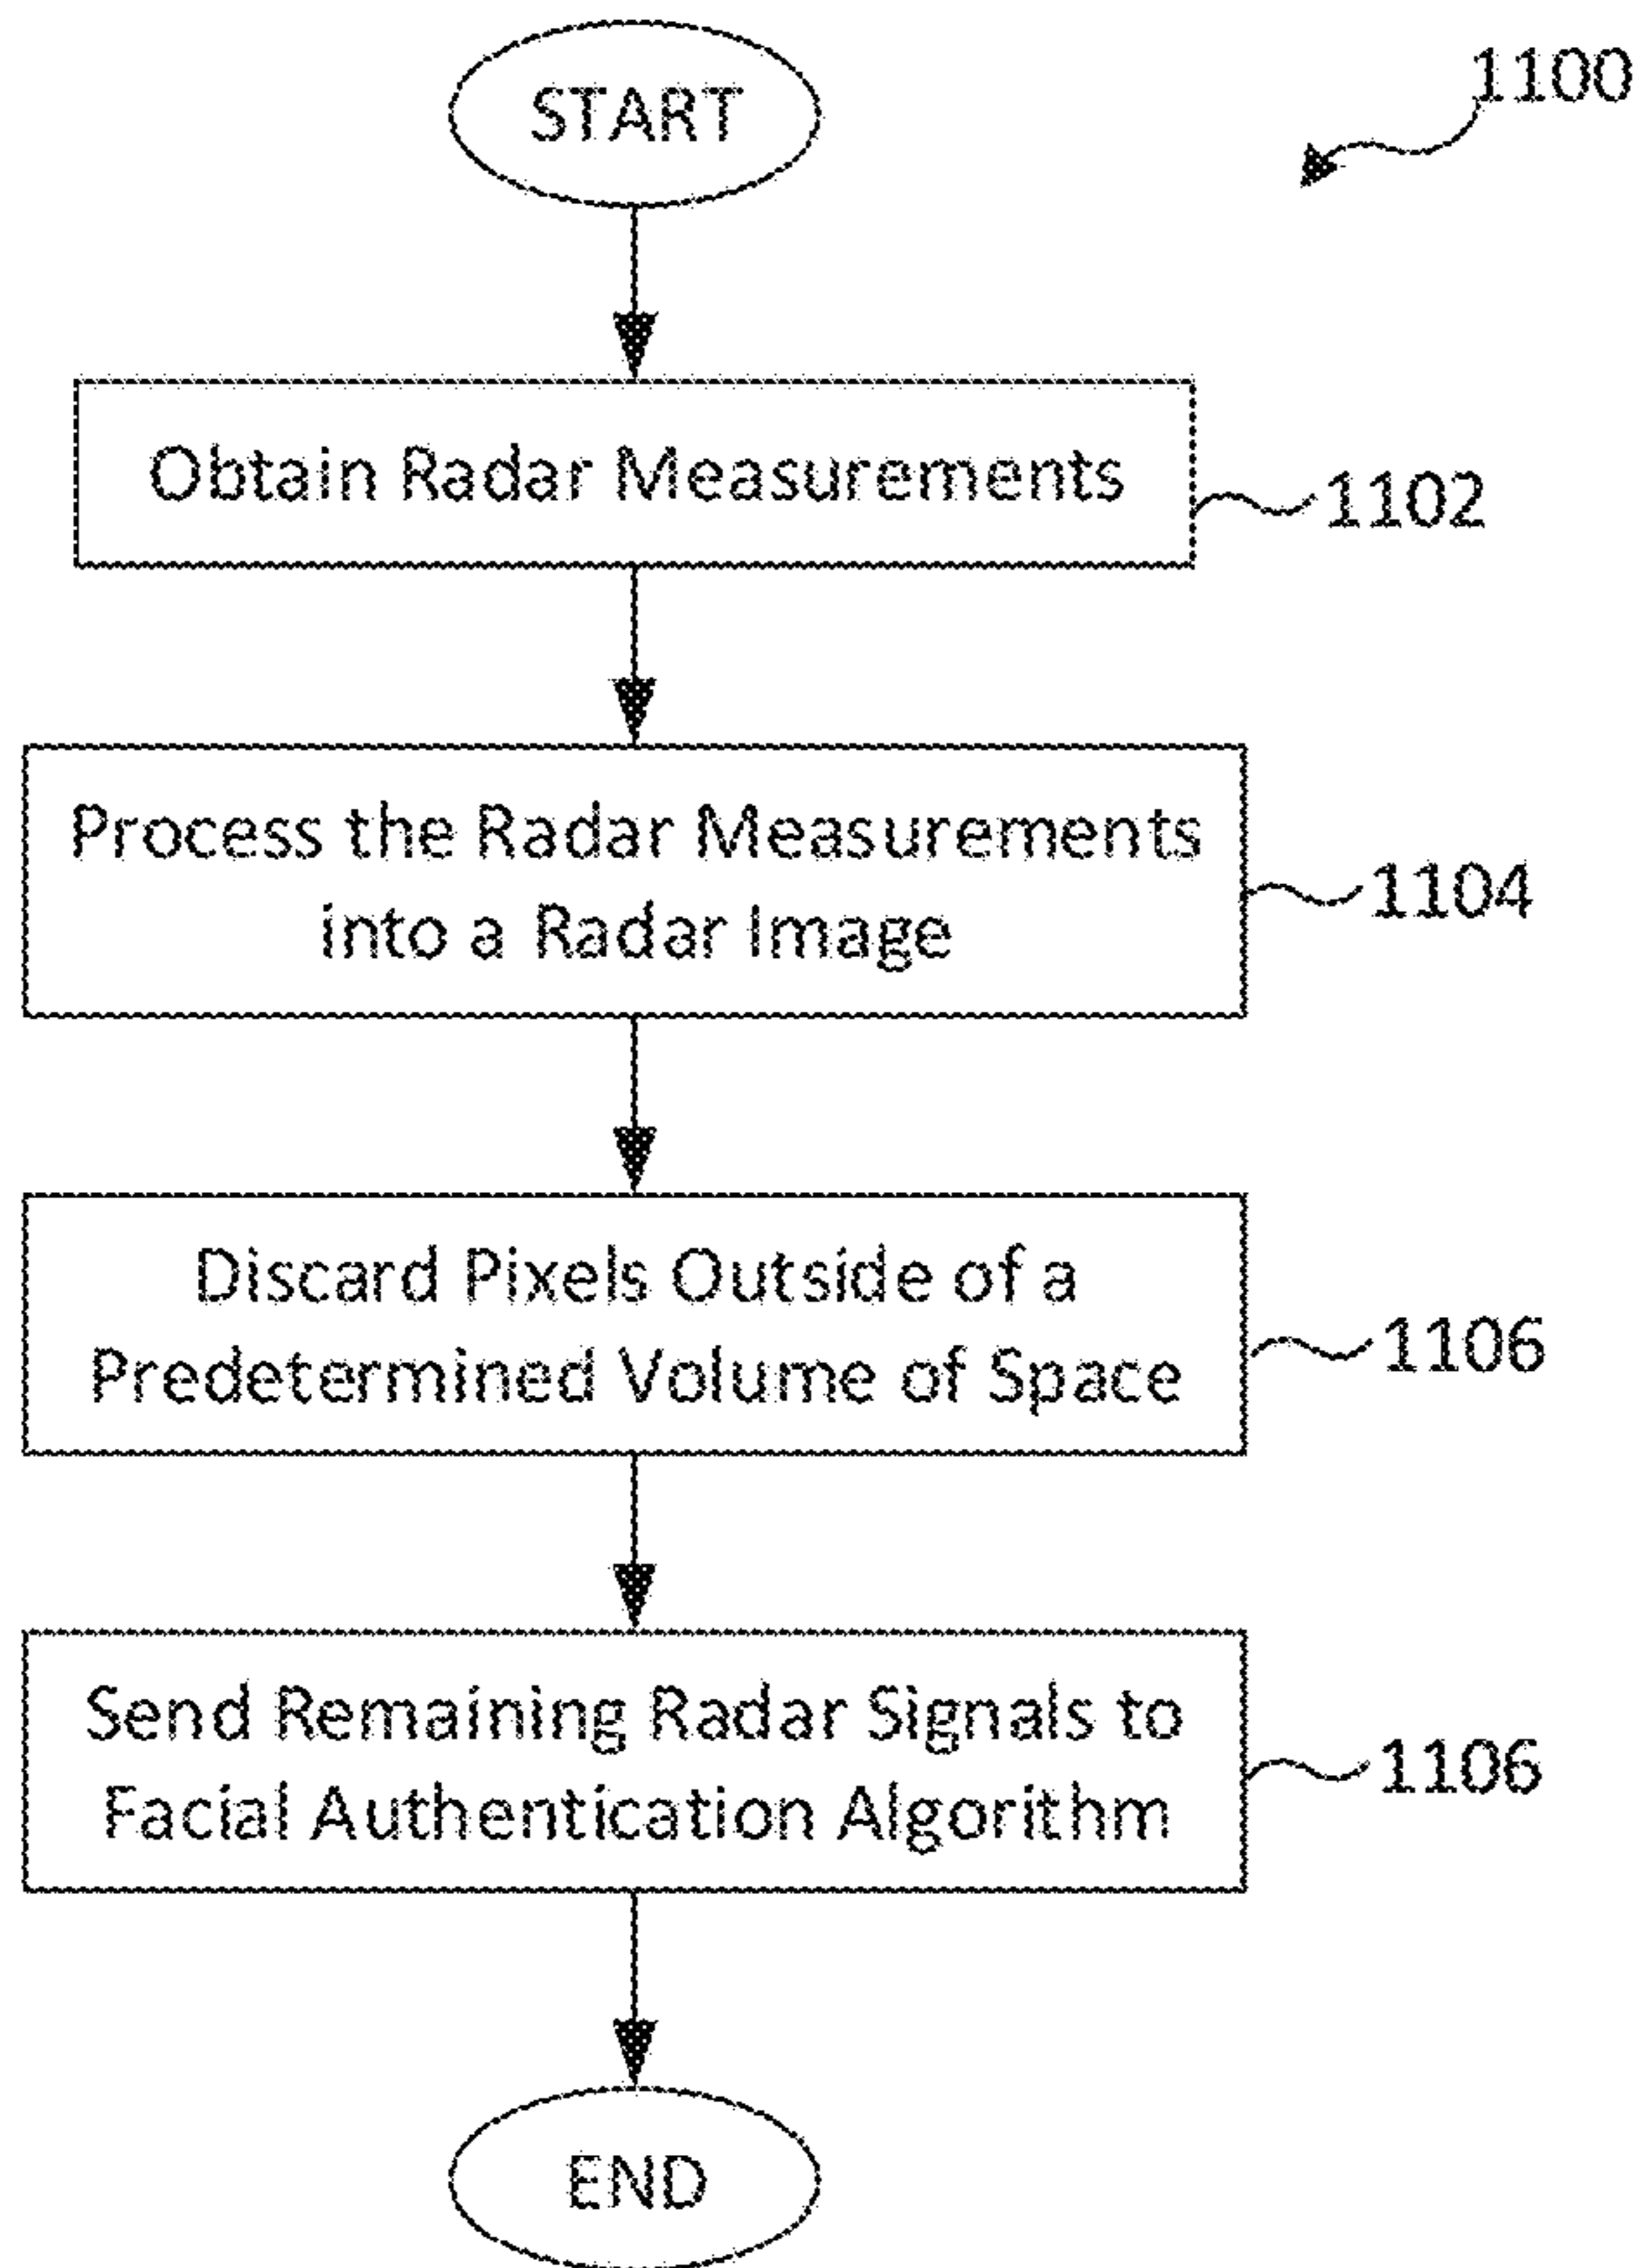 START
1100
Obtain Radar Measurements
1102
Process the Radar Measurements
into a Radar Image
1104
Discard Pixels Outside of a
Predetermined Volume of Space
1106
Send Remaining Radar Signals to
Facial Authentication Algorithm
1106
END